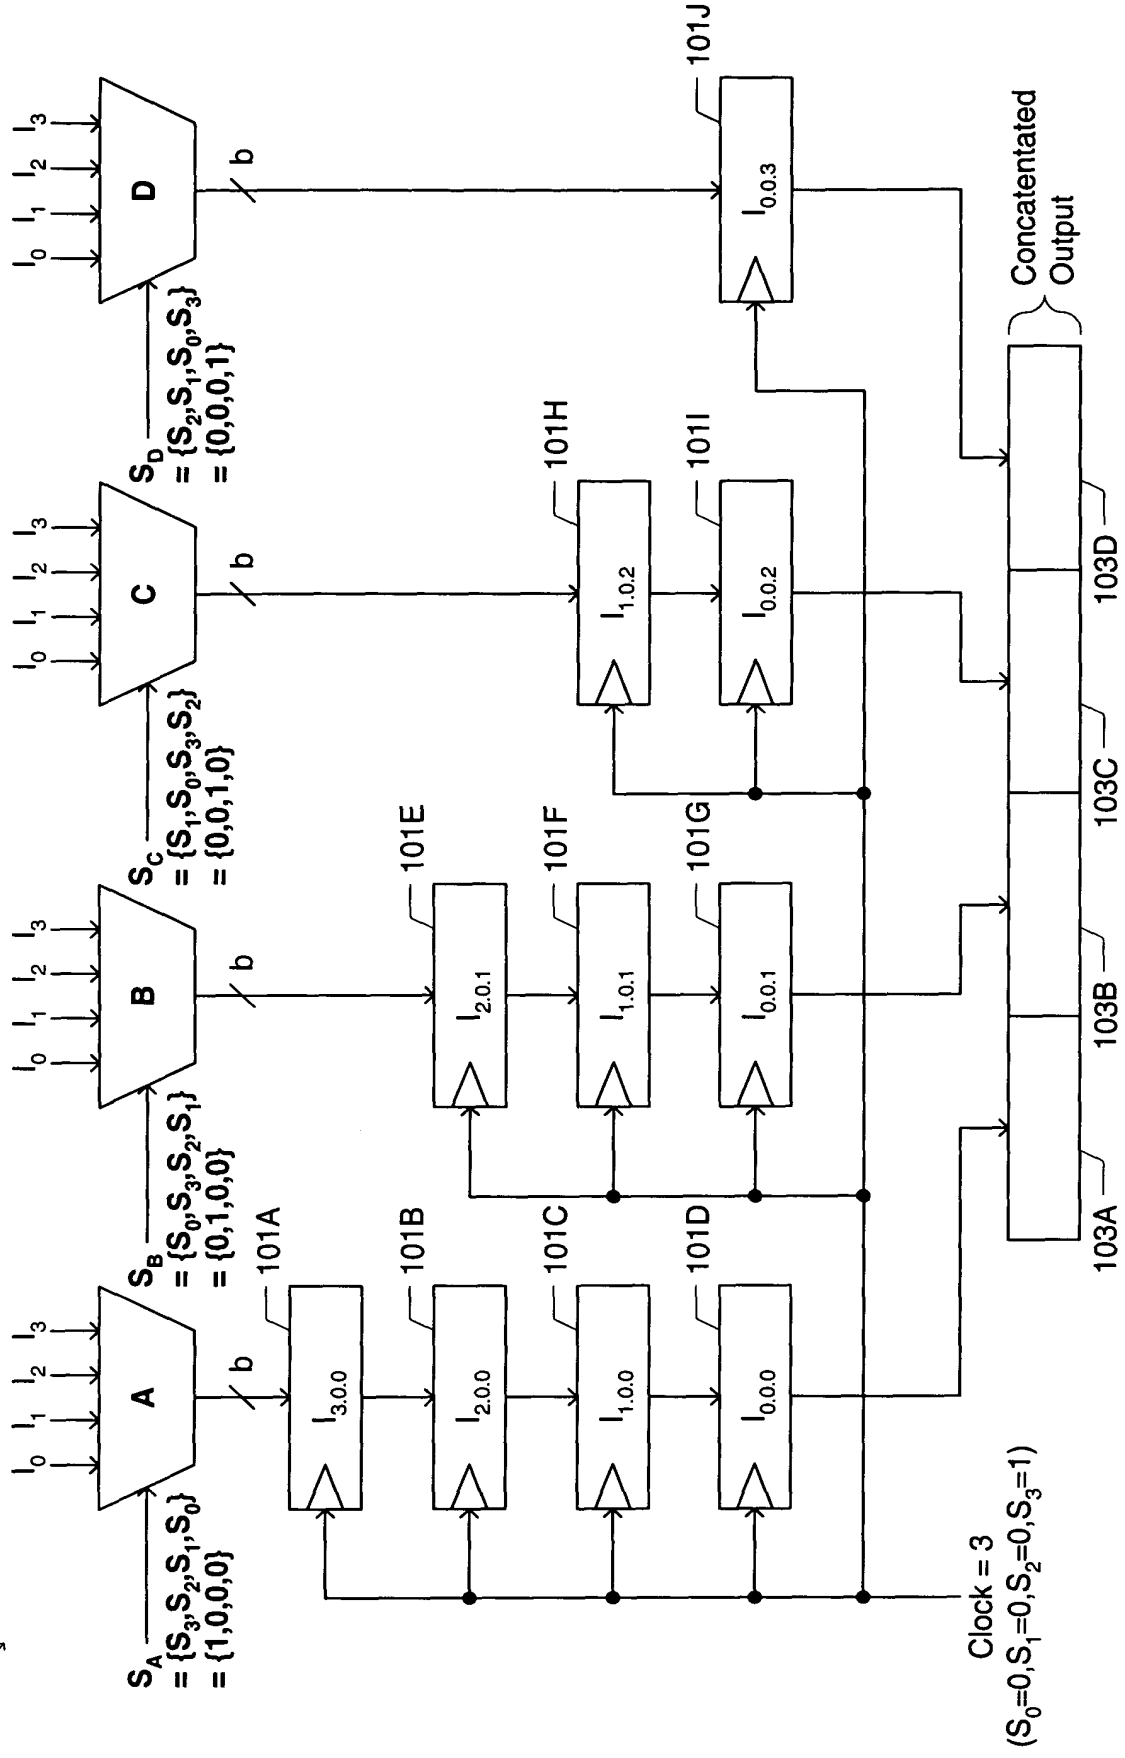 I0 I1 I2 I3
I0 I1 I2 I3
I0 I1 I2 I3
I0 I1 I2 I3
A
B
C
D
SA
= {S3,S2,S1,S0}
= {1,0,0,0}
SB
= {S0,S3,S2,S1}
= {0,1,0,0}
SC
= {S1,S0,S3,S2}
= {0,0,1,0}
SD
= {S2,S1,S0,S3}
= {0,0,0,1}
b
b
b
b
I3.0.0
101A
I2.0.0
101B
I2.0.1
101E
I1.0.0
101C
I1.0.1
101F
I1.0.2
101H
I0.0.0
101D
I0.0.1
101G
I0.0.2
101I
I0.0.3
101J
Clock = 3
(S0=0,S1=0,S2=0,S3=1)
Concatentated
Output
103A
103B
103C
103D